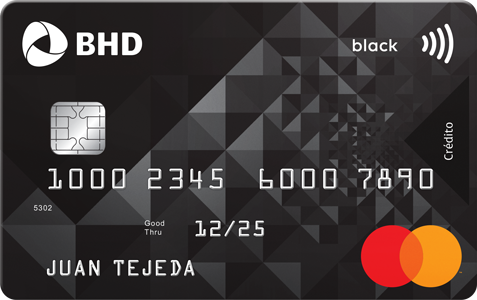 BHD
black
Crédito
1000 2345 6000 7890
5302
Good
Thru
12/25
JUAN TEJEDA